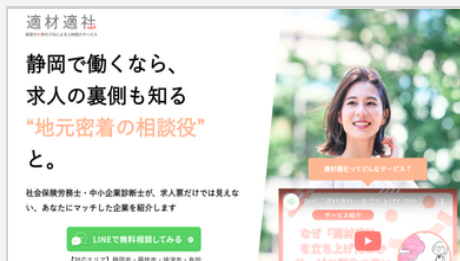 適材適社
静岡で働くなら、
求人の裏側も知る
“地元密着の相談役”
と。
社会保険労務士・中小企業診断士が、求人票だけでは見えな
い、あなたにマッチした企業を紹介します
LINEで無料相談してみる
適材適社ってどんなサービス？
サービス紹介
なぜ「適材適社」
を立ち上げ